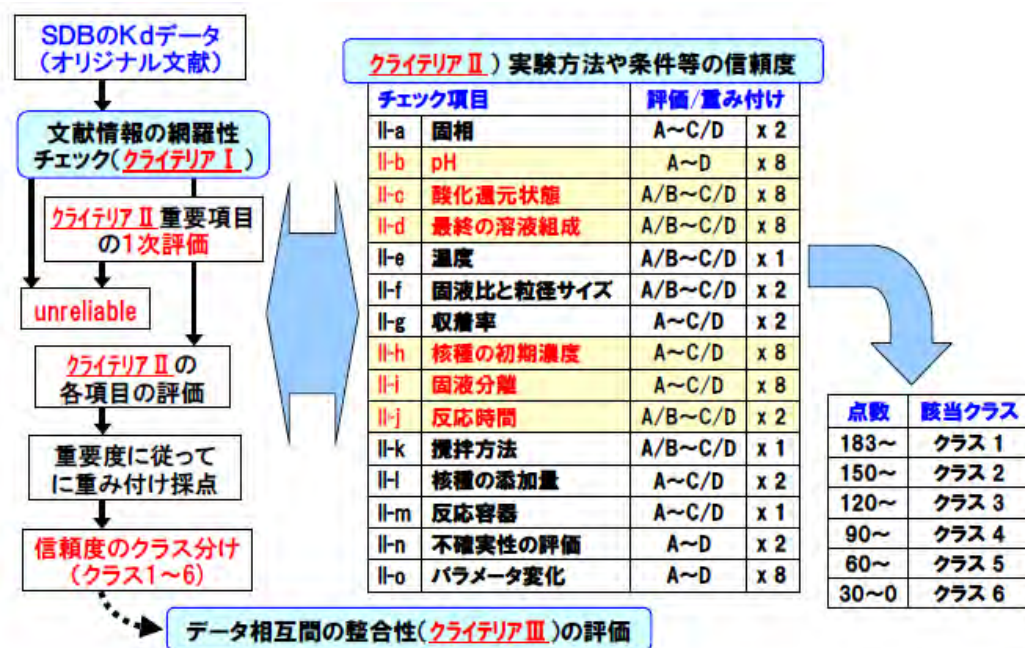 SDBのKdデータ
(オリジナル文献)
文献情報の網羅性
チェック(クライテリア I )
クライテリア II 重要項目
の1次評価
unreliable
クライテリア II の
各項目の評価
重要度に従って
に重み付け採点
信頼度のクラス分け
(クラス1～6)
データ相互間の整合性(クライテリア III )の評価
クライテリア II ) 実験方法や条件等の信頼度
チェック項目 評価/重み付け
II-a 固相 A～C/D x 2
II-b pH A～D x 8
II-c 酸化還元状態 A/B～C/D x 8
II-d 最終の溶液組成 A/B～C/D x 8
II-e 温度 A/B～C/D x 1
II-f 固液比と粒径サイズ A/B～C/D x 2
II-g 収着率 A～C/D x 2
II-h 核種の初期濃度 A～C/D x 8
II-i 固液分離 A～C/D x 8
II-j 反応時間 A/B～C/D x 2
II-k 攪拌方法 A/B～C/D x 1
II-l 核種の添加量 A～C/D x 2
II-m 反応容器 A～C/D x 1
II-n 不確実性の評価 A～D x 2
II-o パラメータ変化 A～D x 8
点数 該当クラス
183～ クラス 1
150～ クラス 2
120～ クラス 3
90～ クラス 4
60～ クラス 5
30～0 クラス 6